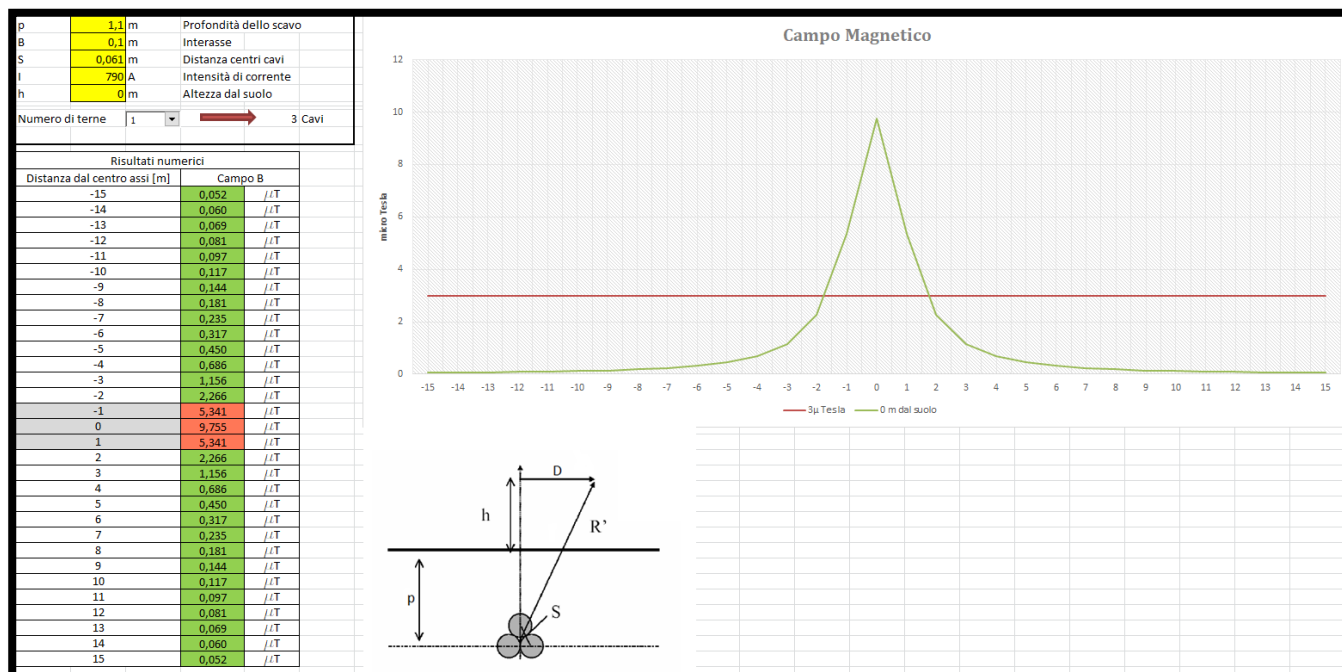 p 1,1 m Profondità dello scavo
B 0,1 m Interasse
S 0,061 m Distanza centri cavi
I 790 A Intensità di corrente
h 0 m Altezza dal suolo
Numero di terne 1 3 Cavi
Risultati numerici
Distanza dal centro assi [m] Campo B
-15 0,052 μT
-14 0,060 μT
-13 0,069 μT
-12 0,081 μT
-11 0,097 μT
-10 0,117 μT
-9 0,144 μT
-8 0,181 μT
-7 0,235 μT
-6 0,317 μT
-5 0,450 μT
-4 0,686 μT
-3 1,156 μT
-2 2,266 μT
-1 5,341 μT
0 9,755 μT
1 5,341 μT
2 2,266 μT
3 1,156 μT
4 0,686 μT
5 0,450 μT
6 0,317 μT
7 0,235 μT
8 0,181 μT
9 0,144 μT
10 0,117 μT
11 0,097 μT
12 0,081 μT
13 0,069 μT
14 0,060 μT
15 0,052 μT
Campo Magnetico
micro Tesla
12
10
8
6
4
2
0
-15 -14 -13 -12 -11 -10 -9 -8 -7 -6 -5 -4 -3 -2 -1 0 1 2 3 4 5 6 7 8 9 10 11 12 13 14 15
3μ Tesla 0 m dal suolo
D
h
R'
p
S